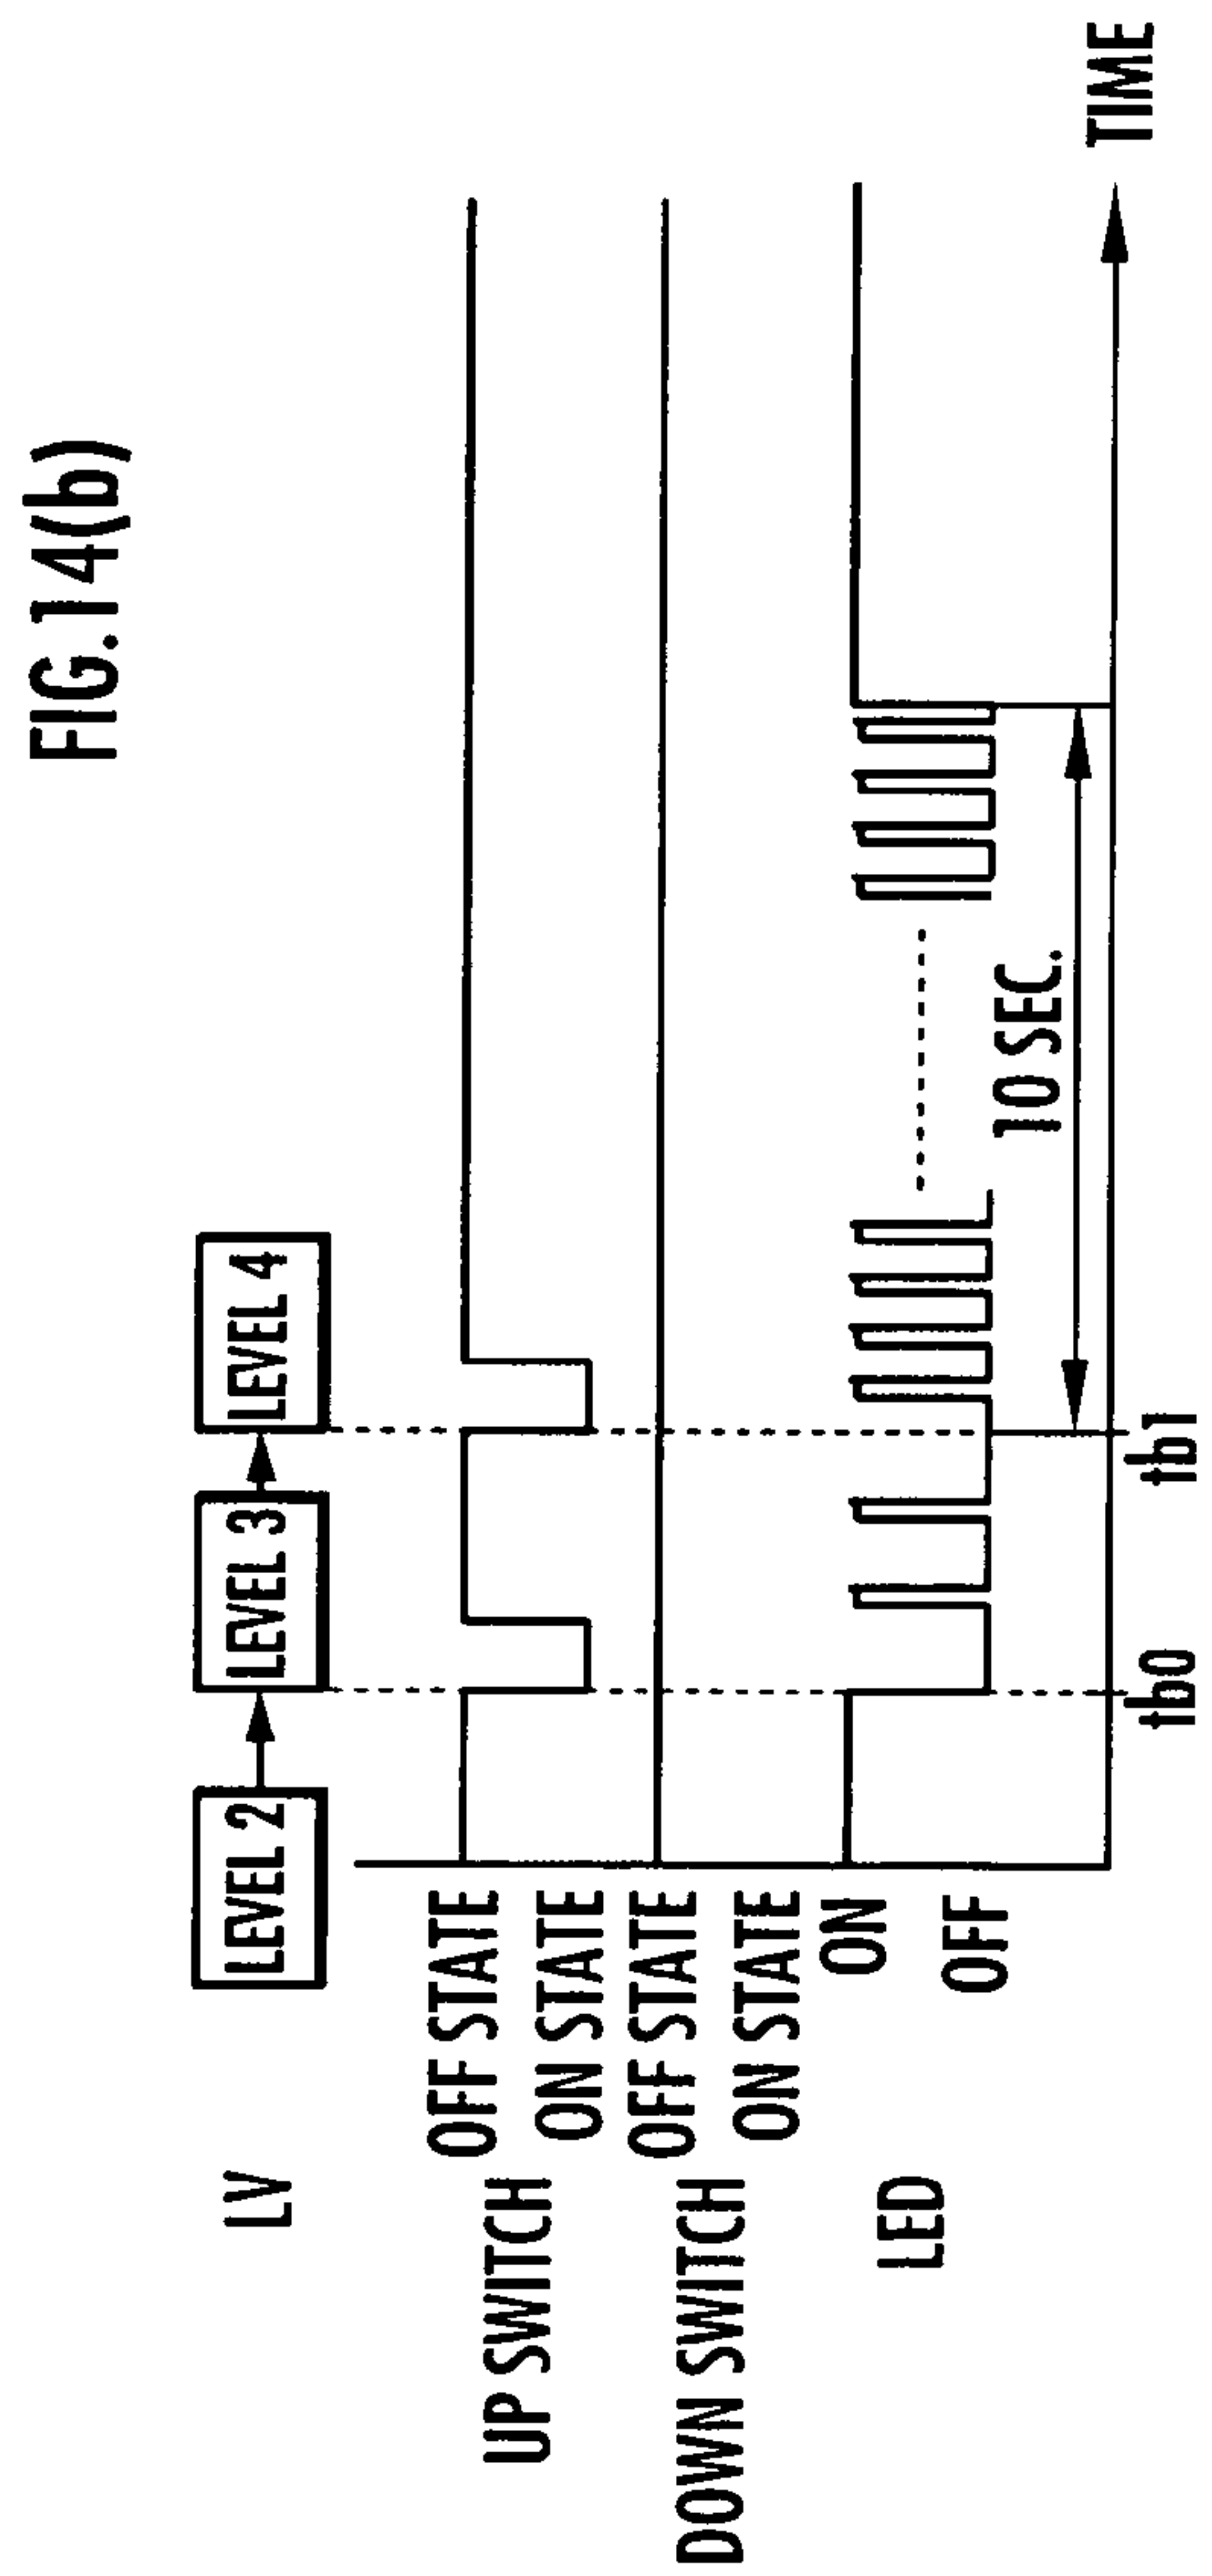 FIG.14(b)
LV
LEVEL 2
LEVEL 3
LEVEL 4
UP SWITCH
OFF STATE
ON STATE
DOWN SWITCH
OFF STATE
ON STATE
LED
ON
OFF
10 SEC.
tb0
tb1
TIME